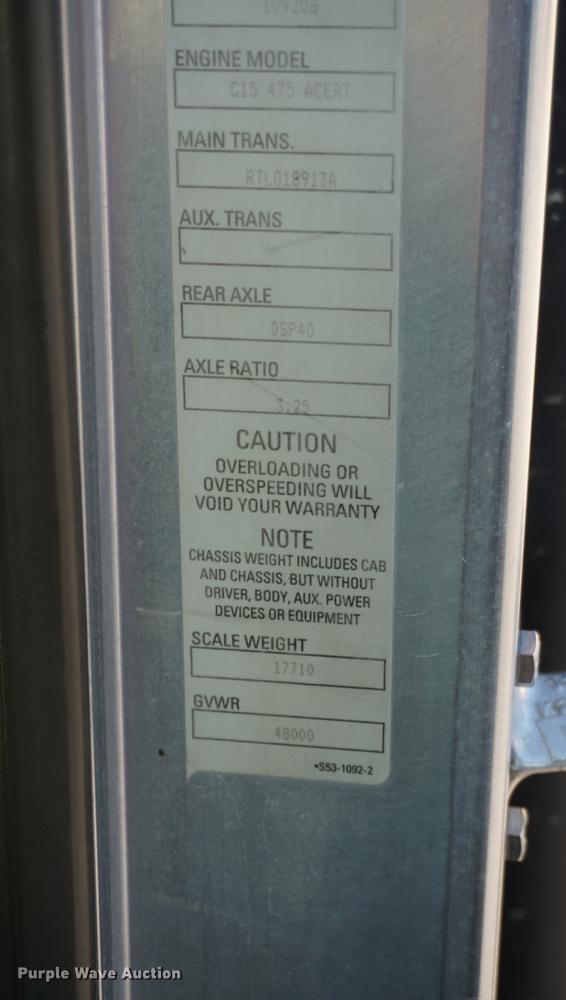 109208
ENGINE MODEL
C15 475 ACERT
MAIN TRANS.
RTLO18913A
AUX. TRANS
REAR AXLE
DSP40
AXLE RATIO
3.25
CAUTION
OVERLOADING OR
OVERSPEEDING WILL
VOID YOUR WARRANTY
NOTE
CHASSIS WEIGHT INCLUDES CAB
AND CHASSIS, BUT WITHOUT
DRIVER, BODY, AUX. POWER
DEVICES OR EQUIPMENT
SCALE WEIGHT
17710
GVWR
48000
•S53-1092-2
Purple Wave Auction